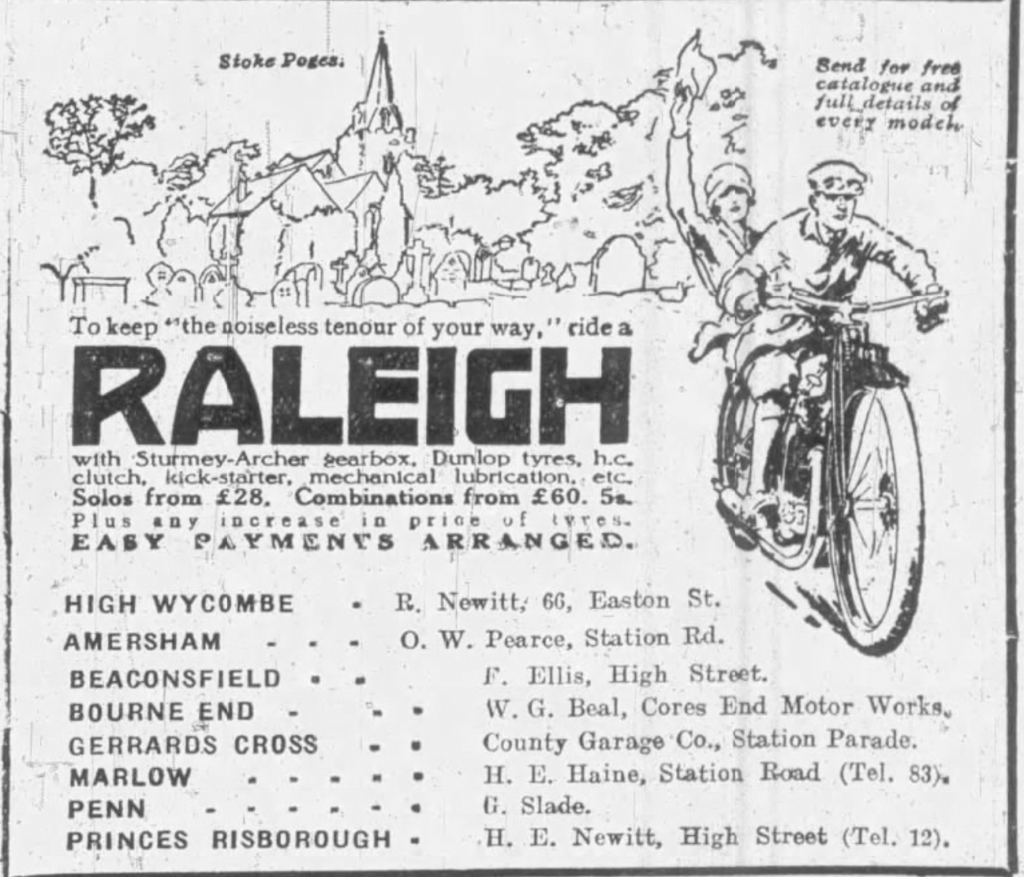 Stoke Poges.
Send for free
catalogue and
full details of
every model.
To keep "the noiseless tenour of your way," ride a
RALEIGH
with Sturmey-Archer gearbox, Dunlop tyres, h.c.
clutch, kick-starter, mechanical lubrication, etc.
Solos from £28. Combinations from £60. 5s.
Plus any increase in price of tyres.
EASY PAYMENTS ARRANGED.
HIGH WYCOMBE - R. Newitt, 66, Easton St.
AMERSHAM - - - O. W. Pearce, Station Rd.
BEACONSFIELD - - F. Ellis, High Street.
BOURNE END - - - W. G. Beal, Cores End Motor Works.
GERRARDS CROSS - - County Garage Co., Station Parade.
MARLOW - - - - - H. E. Haine, Station Road (Tel. 83).
PENN - - - - - - G. Slade.
PRINCES RISBOROUGH - H. E. Newitt, High Street (Tel. 12).